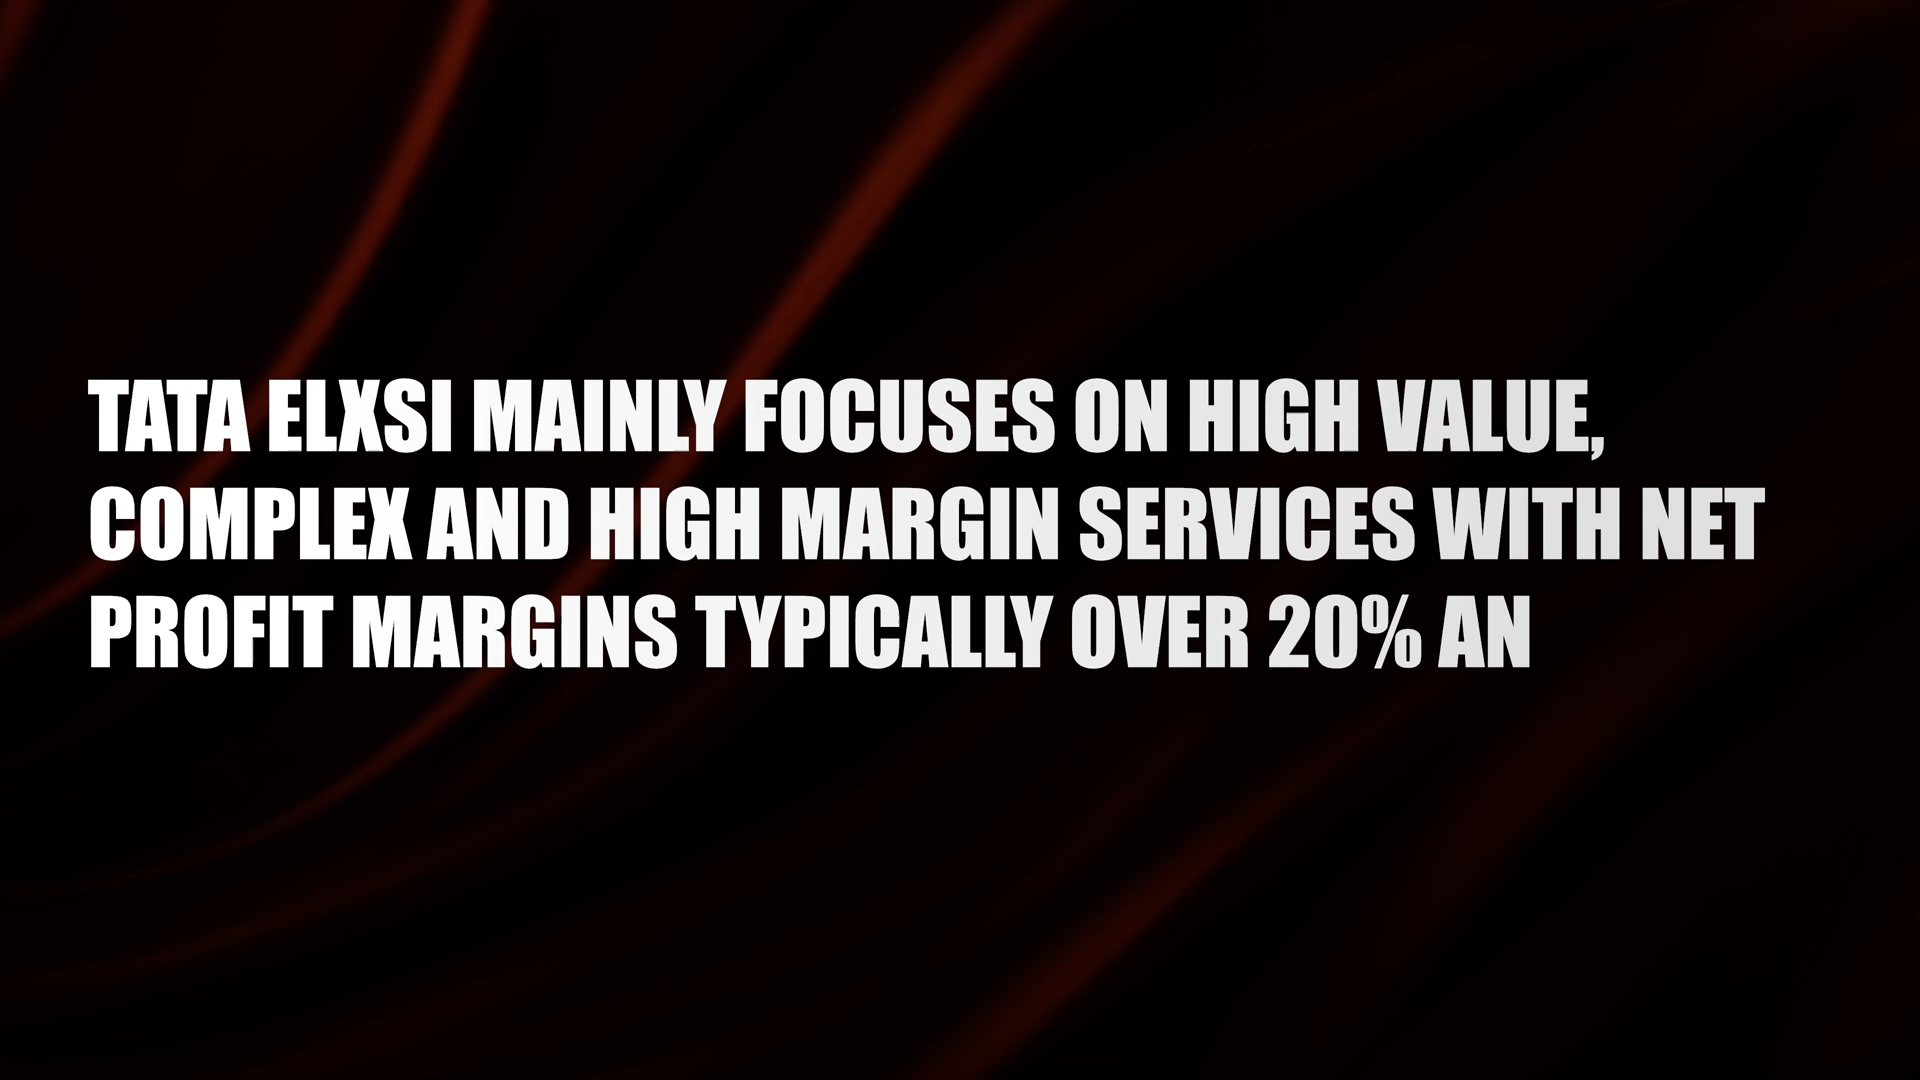 TATA ELXSI MAINLY FOCUSES ON HIGH VALUE,
COMPLEX AND HIGH MARGIN SERVICES WITH NET
PROFIT MARGINS TYPICALLY OVER 20% AN